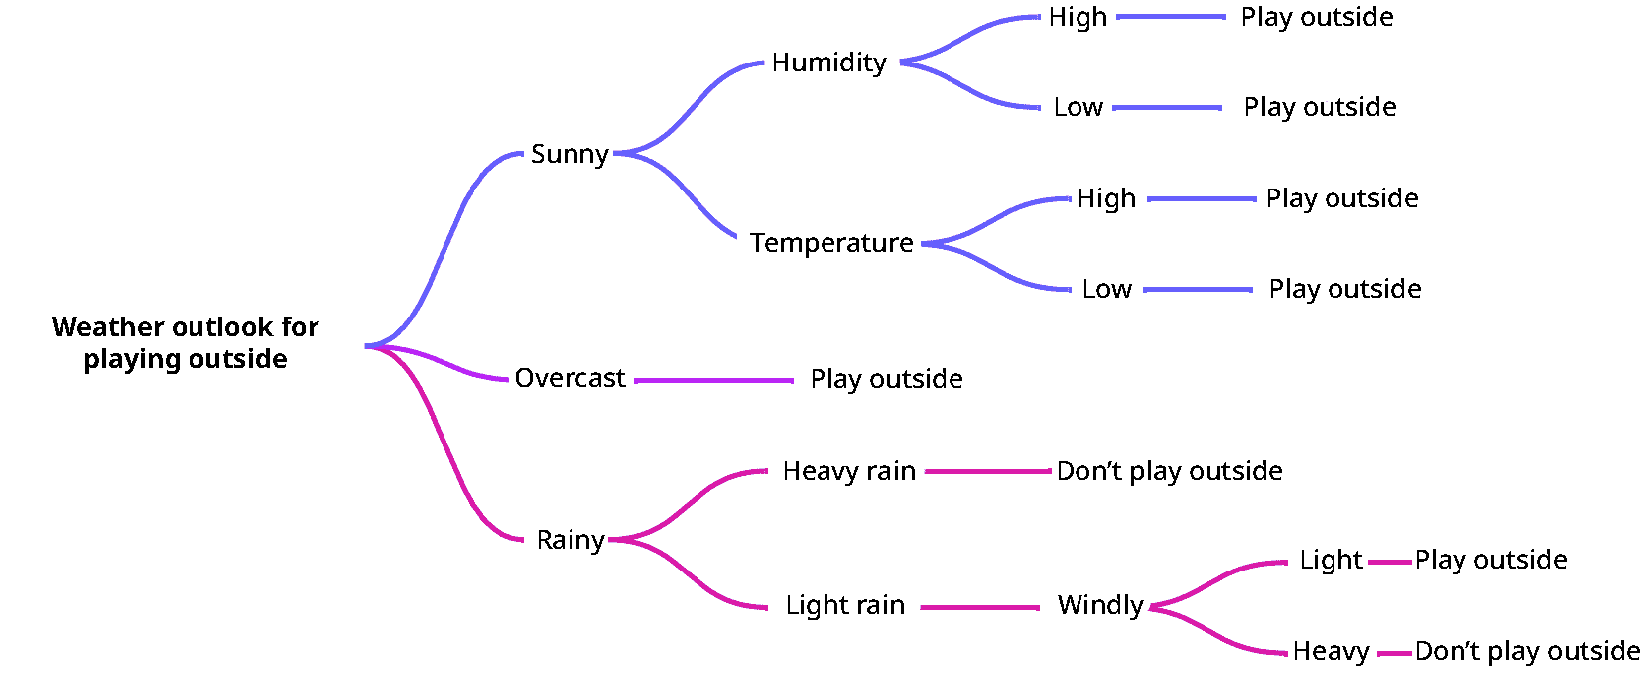 High Play outside
Humidity
Low Play outside
Sunny
High Play outside
Temperature
Low Play outside
Weather outlook for
playing outside
Overcast Play outside
Heavy rain Don’t play outside
Rainy
Light Play outside
Light rain Windly
Heavy Don’t play outside